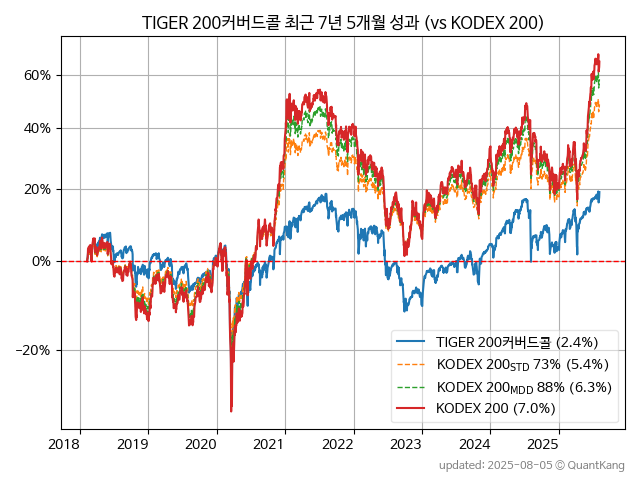 TIGER 200커버드콜 최근 7년 5개월 성과 (vs KODEX 200)
60%
40%
20%
0%
−20%
TIGER 200커버드콜 (2.4%)
KODEX 200STD 73% (5.4%)
KODEX 200MDD 88% (6.3%)
KODEX 200 (7.0%)
2018 2019 2020 2021 2022 2023 2024 2025
updated: 2025-08-05 © QuantKang